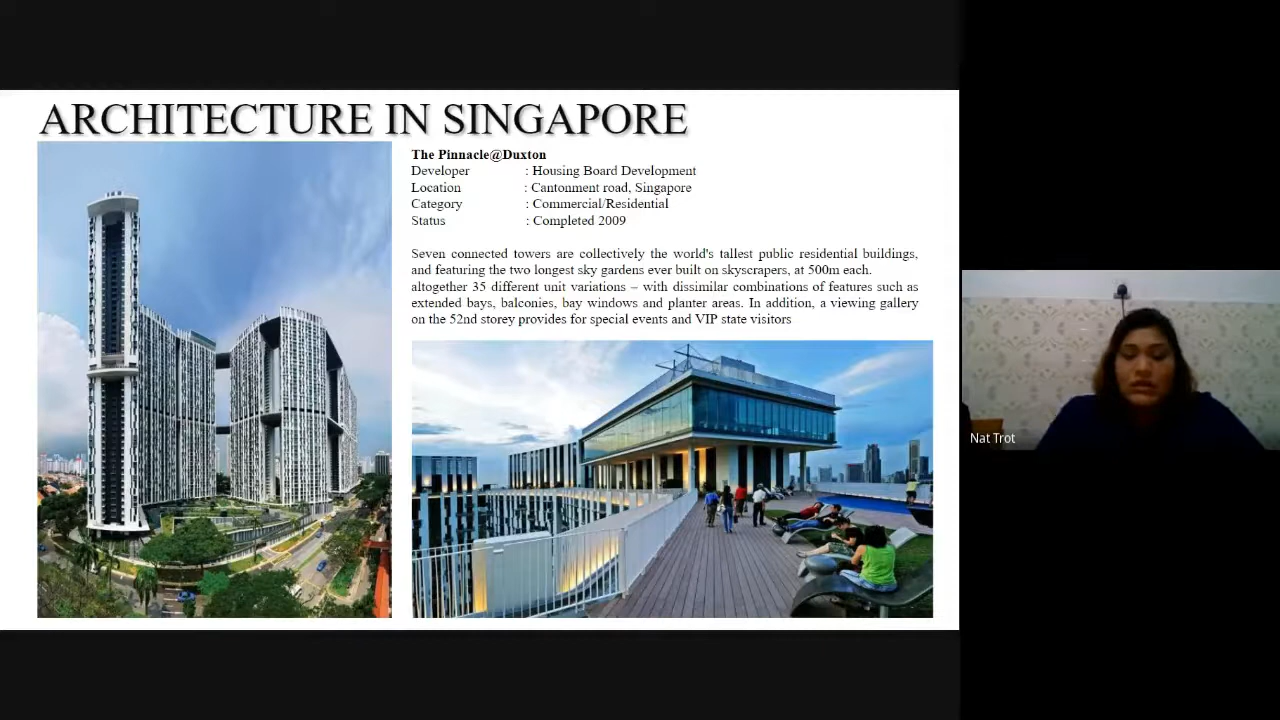 ARCHITECTURE IN SINGAPORE
The Pinnacle@Duxton
Developer : Housing Board Development
Location : Cantonment road, Singapore
Category : Commercial/Residential
Status : Completed 2009
Seven connected towers are collectively the world's tallest public residential buildings,
and featuring the two longest sky gardens ever built on skyscrapers, at 500m each.
altogether 35 different unit variations – with dissimilar combinations of features such as
extended bays, balconies, bay windows and planter areas. In addition, a viewing gallery
on the 52nd storey provides for special events and VIP state visitors
Nat Trot